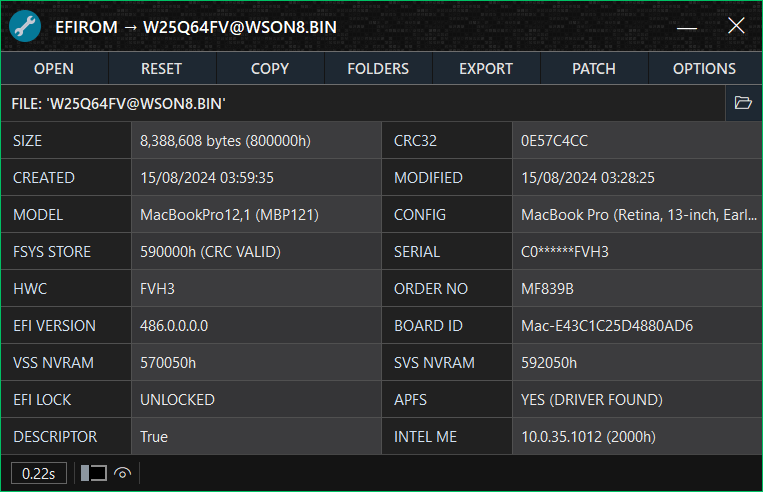 EFIROM → W25Q64FV@WSON8.BIN
OPEN RESET COPY FOLDERS EXPORT PATCH OPTIONS
FILE: 'W25Q64FV@WSON8.BIN'
SIZE 8,388,608 bytes (800000h) CRC32 0E57C4CC
CREATED 15/08/2024 03:59:35 MODIFIED 15/08/2024 03:28:25
MODEL MacBookPro12,1 (MBP121) CONFIG MacBook Pro (Retina, 13-inch, Earl...
FSYS STORE 590000h (CRC VALID) SERIAL C0******FVH3
HWC FVH3 ORDER NO MF839B
EFI VERSION 486.0.0.0.0 BOARD ID Mac-E43C1C25D4880AD6
VSS NVRAM 570050h SVS NVRAM 592050h
EFI LOCK UNLOCKED APFS YES (DRIVER FOUND)
DESCRIPTOR True INTEL ME 10.0.35.1012 (2000h)
0.22s